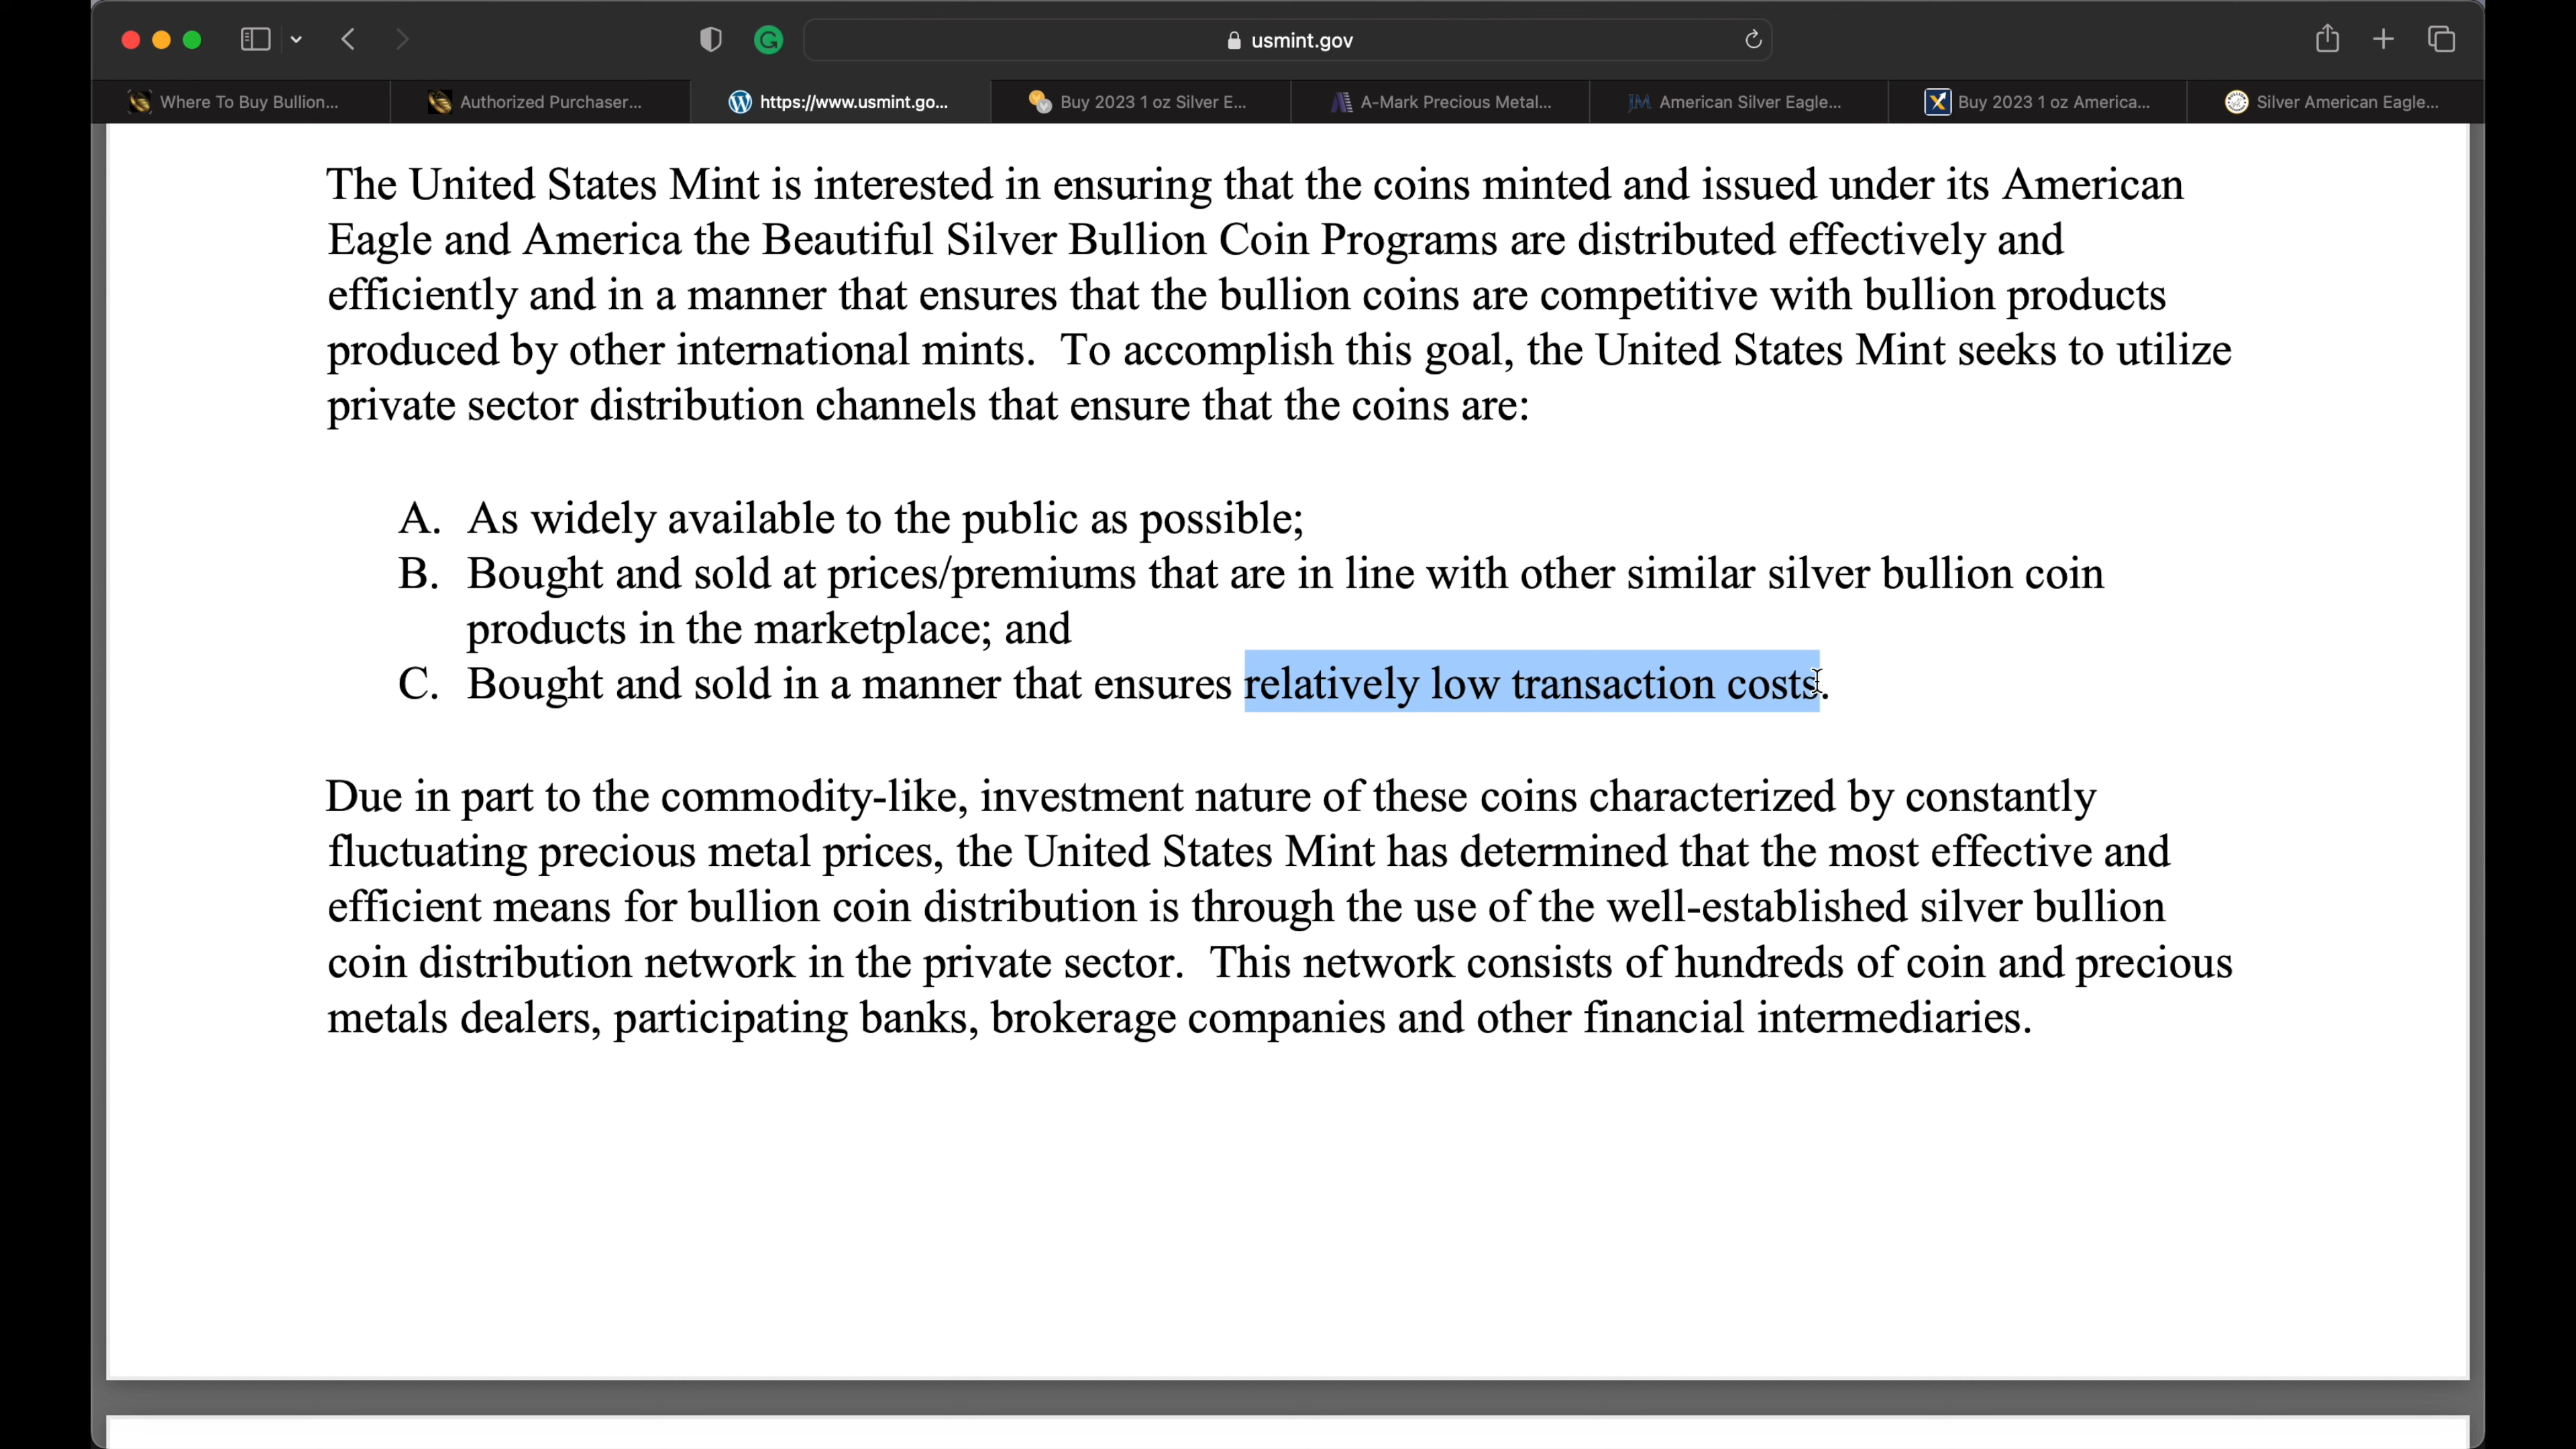 usmint.gov
Where To Buy Bullion...
Authorized Purchaser...
https://www.usmint.go...
Buy 2023 1 oz Silver E...
A-Mark Precious Metal...
JM American Silver Eagle...
Buy 2023 1 oz America...
Silver American Eagle...
The United States Mint is interested in ensuring that the coins minted and issued under its American
Eagle and America the Beautiful Silver Bullion Coin Programs are distributed effectively and
efficiently and in a manner that ensures that the bullion coins are competitive with bullion products
produced by other international mints.  To accomplish this goal, the United States Mint seeks to utilize
private sector distribution channels that ensure that the coins are:
A. As widely available to the public as possible;
B. Bought and sold at prices/premiums that are in line with other similar silver bullion coin
products in the marketplace; and
C. Bought and sold in a manner that ensures relatively low transaction costs.
Due in part to the commodity-like, investment nature of these coins characterized by constantly
fluctuating precious metal prices, the United States Mint has determined that the most effective and
efficient means for bullion coin distribution is through the use of the well-established silver bullion
coin distribution network in the private sector.  This network consists of hundreds of coin and precious
metals dealers, participating banks, brokerage companies and other financial intermediaries.